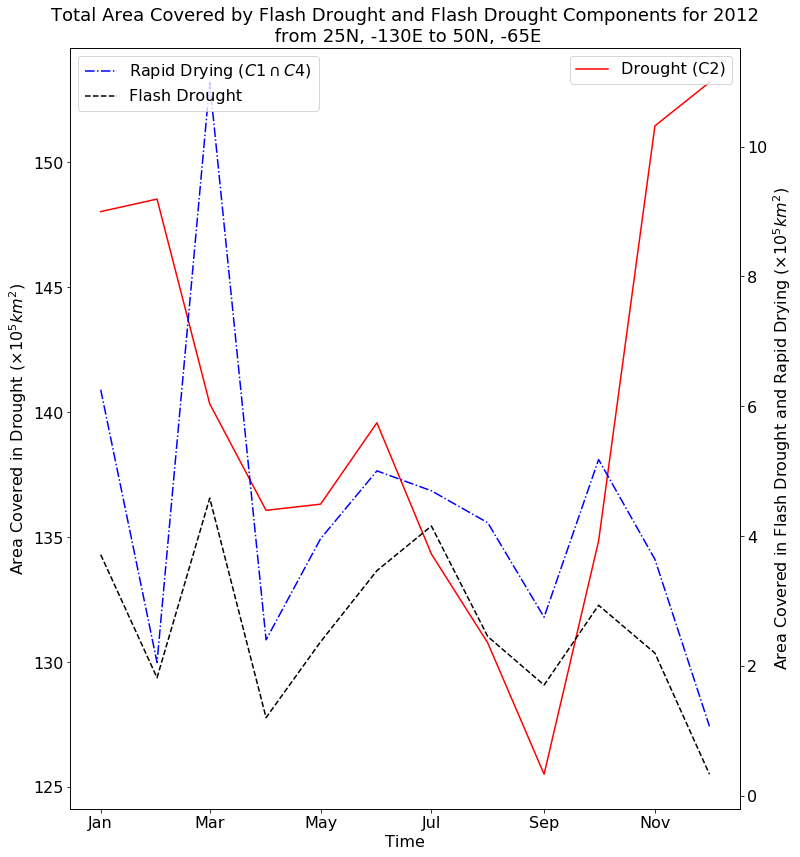 Total Area Covered by Flash Drought and Flash Drought Components for 2012
from 25N, -130E to 50N, -65E
Rapid Drying (C1 ∩ C4)
Flash Drought
Drought (C2)
Area Covered in Drought (×10⁵km²)
150
145
140
135
130
125
10
8
6
4
2
0
Area Covered in Flash Drought and Rapid Drying (×10⁵km²)
Jan Mar May Jul Sep Nov
Time